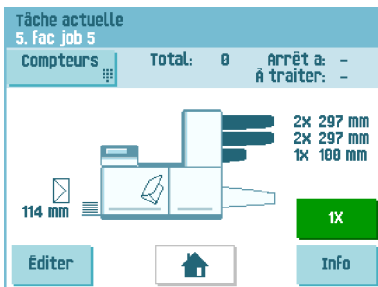 Tâche actuelle
5. fac job 5
Compteurs Total: 0 Arrêt a: -
À traiter: -
2x 297 mm
2x 297 mm
1x 100 mm
114 mm
1X
Éditer Info